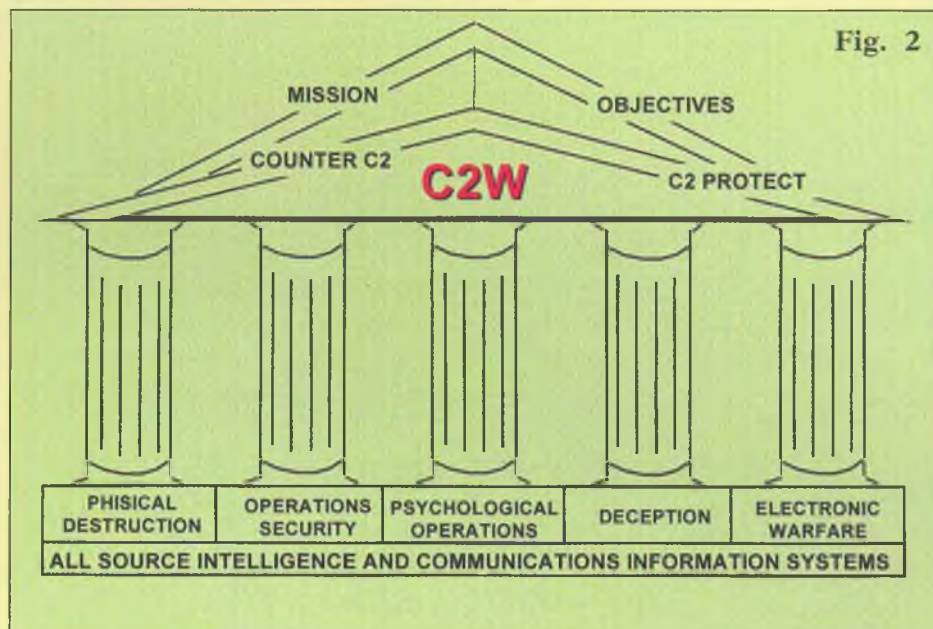 Fig. 2
MISSION
OBJECTIVES
COUNTER C2
C2W
C2 PROTECT
PHISICAL
DESTRUCTION
OPERATIONS
SECURITY
PSYCHOLOGICAL
OPERATIONS
DECEPTION
ELECTRONIC
WARFARE
ALL SOURCE INTELLIGENCE AND COMMUNICATIONS INFORMATION SYSTEMS